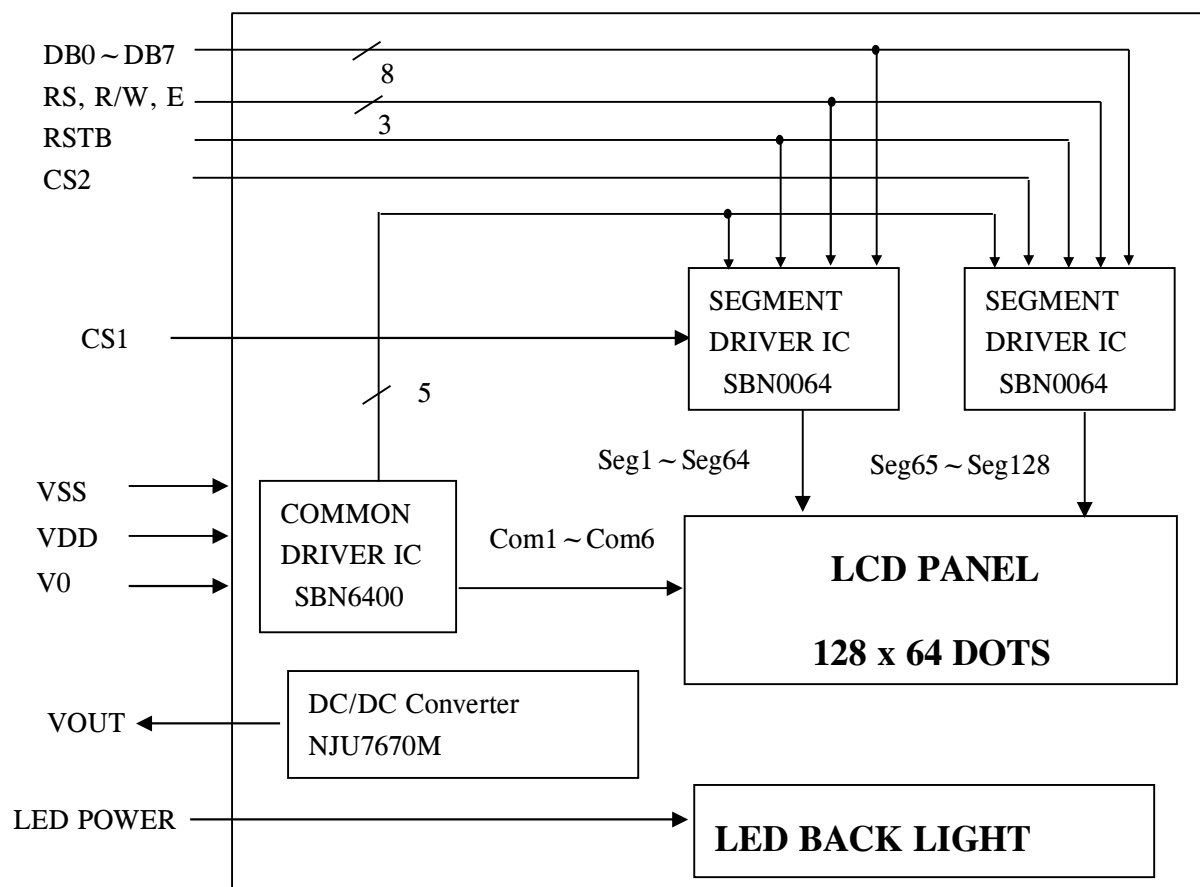 DB0~DB7
8
RS, R/W, E
3
RSTB
CS2
SEGMENT
DRIVER IC
SBN0064
SEGMENT
DRIVER IC
SBN0064
CS1
5
Seg1~Seg64
Seg65~Seg128
VSS
VDD
V0
COMMON
DRIVER IC
SBN6400
Com1~Com6
LCD PANEL
128 x 64 DOTS
VOUT
DC/DC Converter
NJU7670M
LED POWER
LED BACK LIGHT